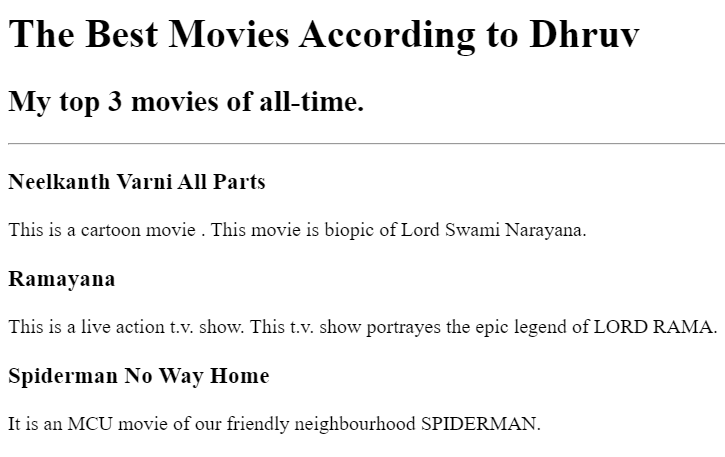 The Best Movies According to Dhruv
My top 3 movies of all-time.
Neelkanth Varni All Parts
This is a cartoon movie . This movie is biopic of Lord Swami Narayana.
Ramayana
This is a live action t.v. show. This t.v. show portrayes the epic legend of LORD RAMA.
Spiderman No Way Home
It is an MCU movie of our friendly neighbourhood SPIDERMAN.